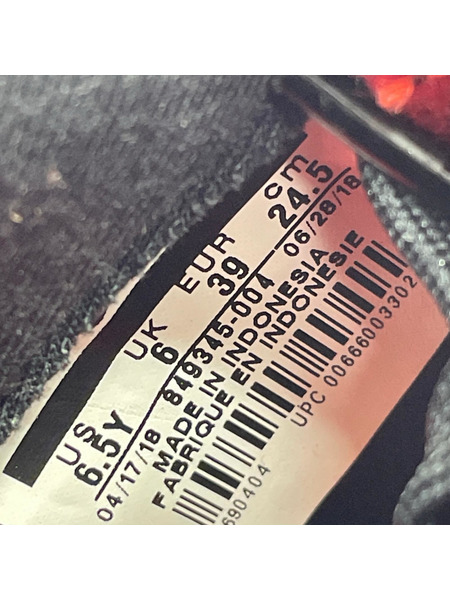 US UK EUR cm
6.5Y 6 39 24.5
04/17/18 849345-004 06/28/18
MADE IN INDONESIA
FABRIQUE EN INDONESIE
UPC 00666003302
690404